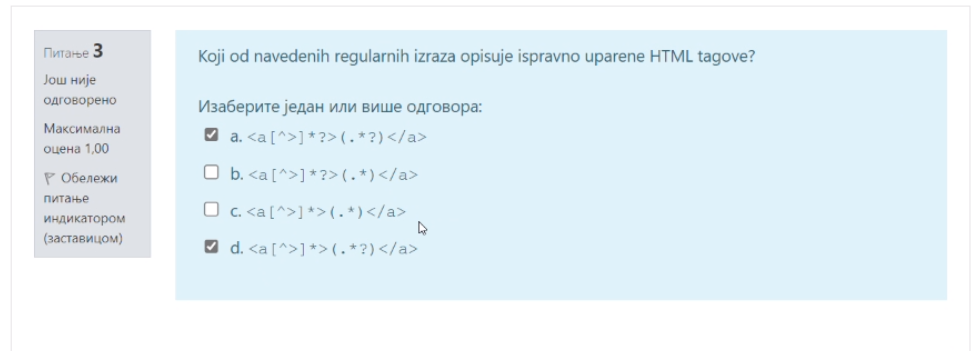 Питање 3
Још није
одговорено
Максимална
оцена 1,00
Обележи
питање
индикатором
(заставицом)
Koji od navedenih regularnih izraza opisuje ispravno uparene HTML tagove?
Изаберите један или више одговора:
a. <a[^>]*?>(.*?)</a>
b. <a[^>]*?>(.*)</a>
c. <a[^>]*>(.*)</a>
d. <a[^>]*>(.*?)</a>